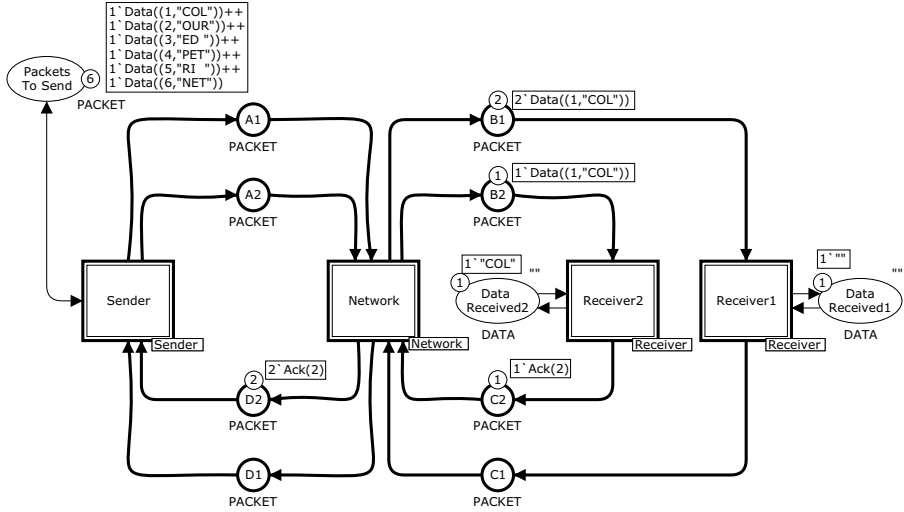 1`Data((1,"COL"))++
1`Data((2,"OUR"))++
1`Data((3,"ED "))++
1`Data((4,"PET"))++
1`Data((5,"RI  "))++
1`Data((6,"NET"))
Packets
To Send
6
PACKET
A1
PACKET
2
2`Data((1,"COL"))
B1
PACKET
A2
PACKET
1
1`Data((1,"COL"))
B2
PACKET
Sender
Sender
Network
Network
1`"COL"
""
1
Data
Received2
DATA
Receiver2
Receiver
Receiver1
Receiver
1`""
""
1
Data
Received1
DATA
2
2`Ack(2)
D2
PACKET
1
1`Ack(2)
C2
PACKET
D1
PACKET
C1
PACKET